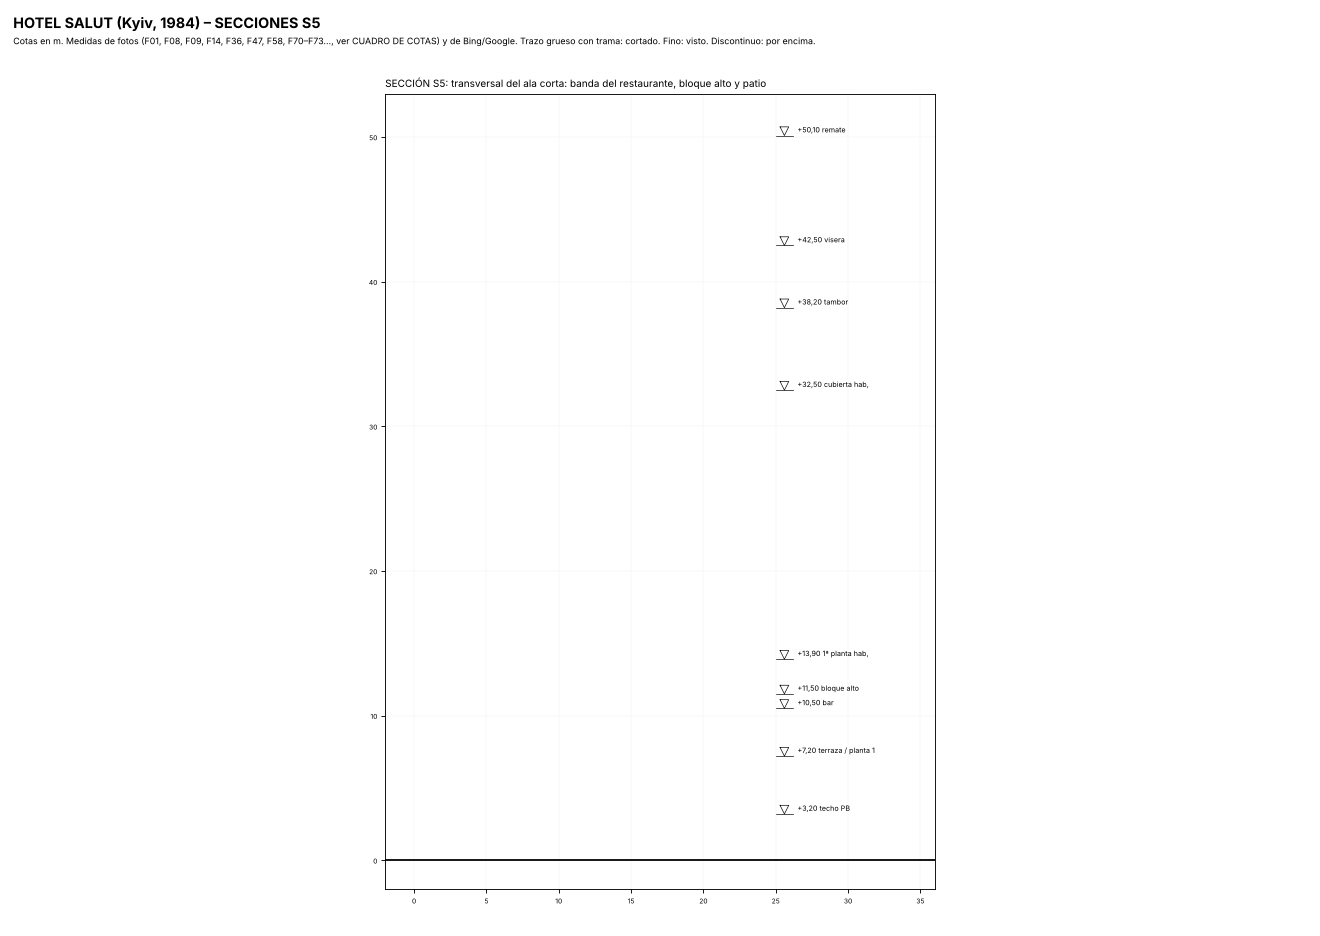 HOTEL SALUT (Kyiv, 1984) – SECCIONES S5
Cotas en m. Medidas de fotos (F01, F08, F09, F14, F36, F47, F58, F70–F73..., ver CUADRO DE COTAS) y de Bing/Google. Trazo grueso con trama: cortado. Fino: visto. Discontinuo: por encima.
SECCIÓN S5: transversal del ala corta: banda del restaurante, bloque alto y patio
+50,10 remate
50
+42,50 visera
40
+38,20 tambor
+32,50 cubierta hab,
30
20
+13,90 1ª planta hab,
+11,50 bloque alto
+10,50 bar
10
+7,20 terraza / planta 1
+3,20 techo PB
0
0 5 10 15 20 25 30 35